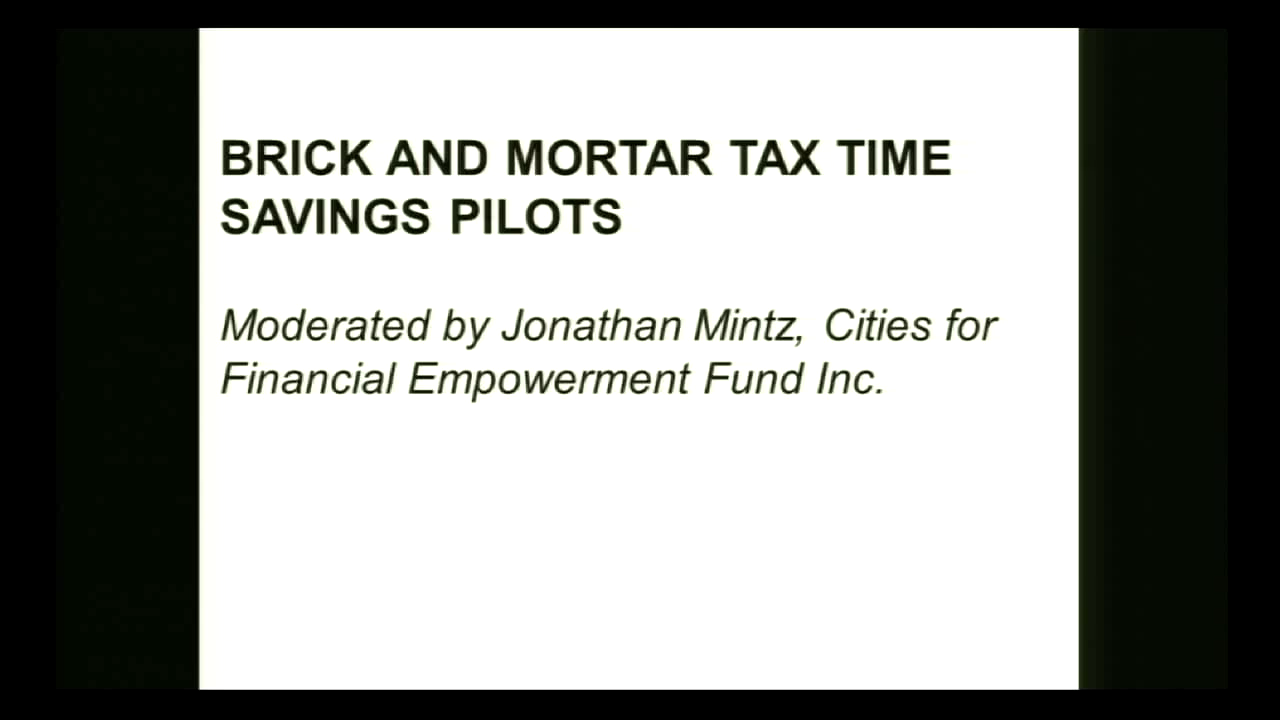 BRICK AND MORTAR TAX TIME
SAVINGS PILOTS
Moderated by Jonathan Mintz, Cities for
Financial Empowerment Fund Inc.